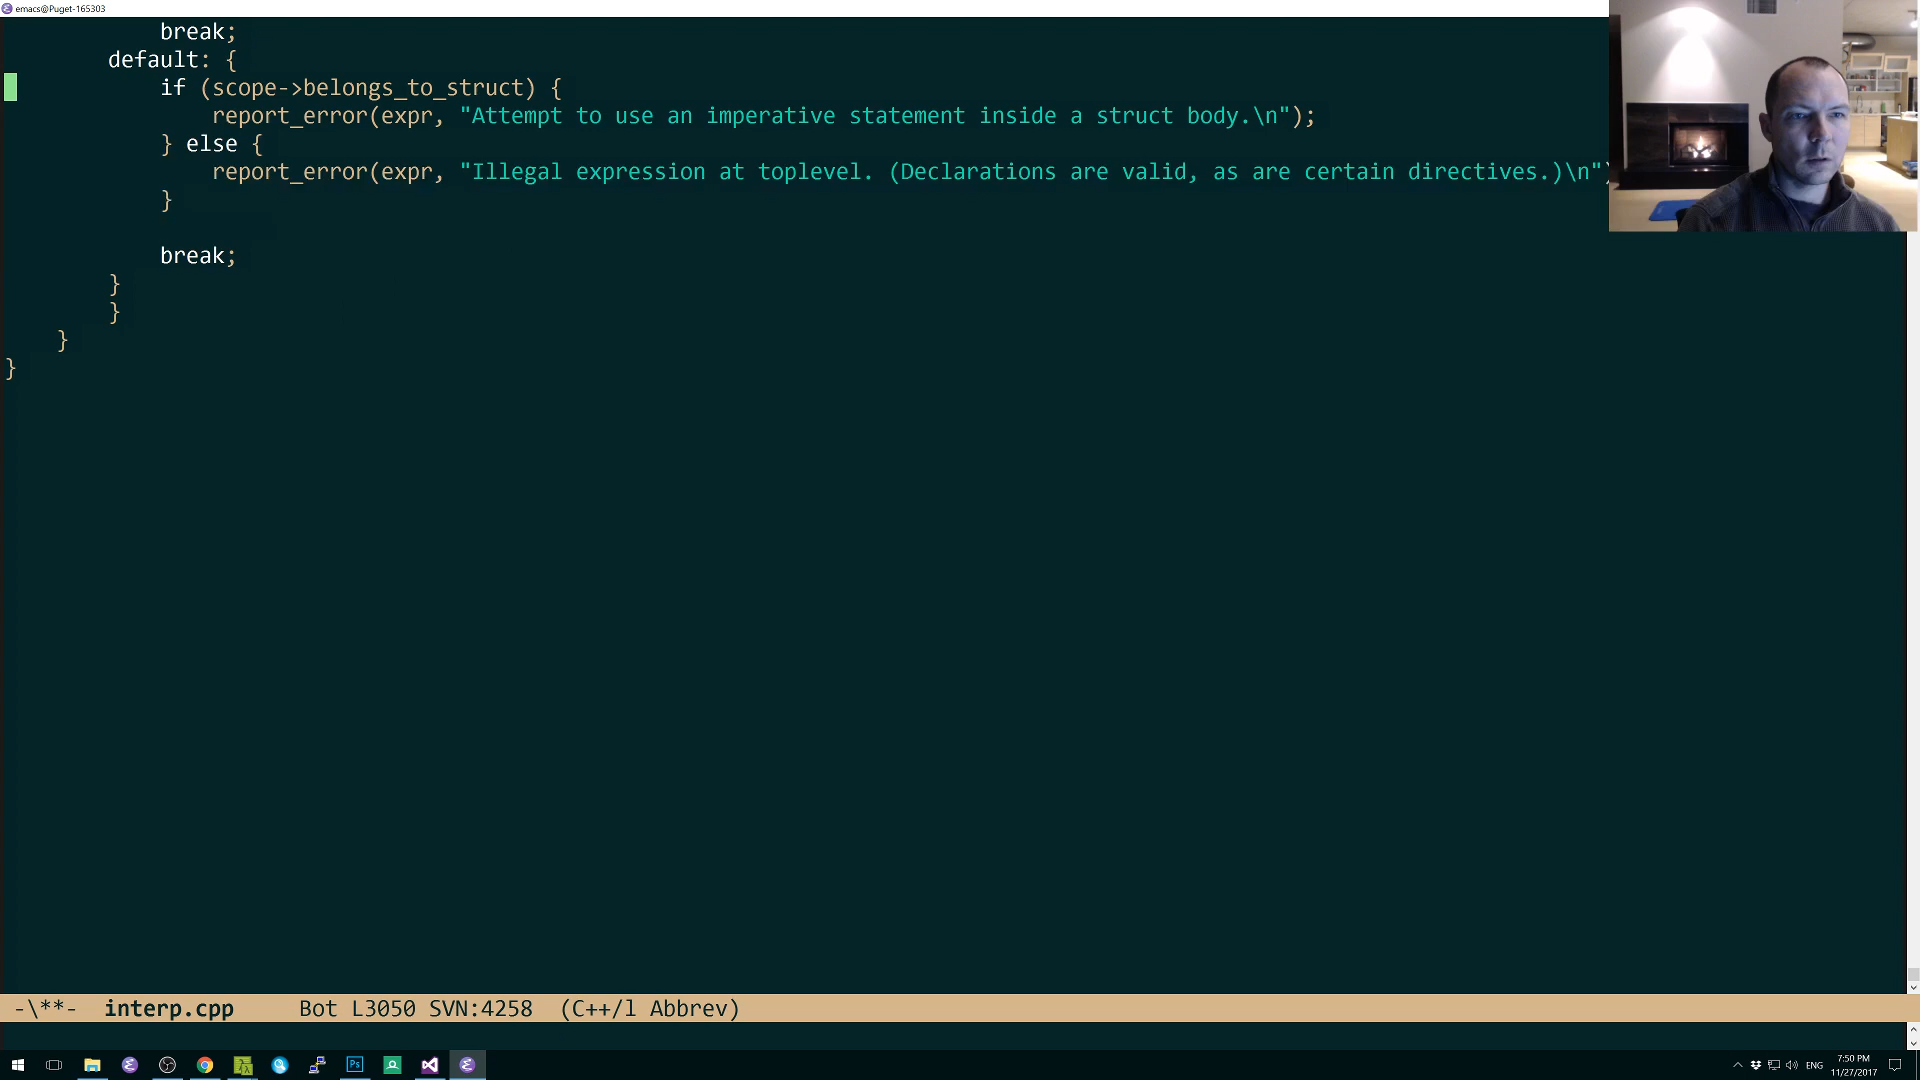 emacs@Puget-165303
break;
default: {
if (scope->belongs_to_struct) {
report_error(expr, "Attempt to use an imperative statement inside a struct body.\n");
} else {
report_error(expr, "Illegal expression at toplevel. (Declarations are valid, as are certain directives.)\n")
}
break;
}
}
}
}
-\**- interp.cpp Bot L3050 SVN:4258 (C++/l Abbrev)
Ps
ENG
7:50 PM
11/27/2017